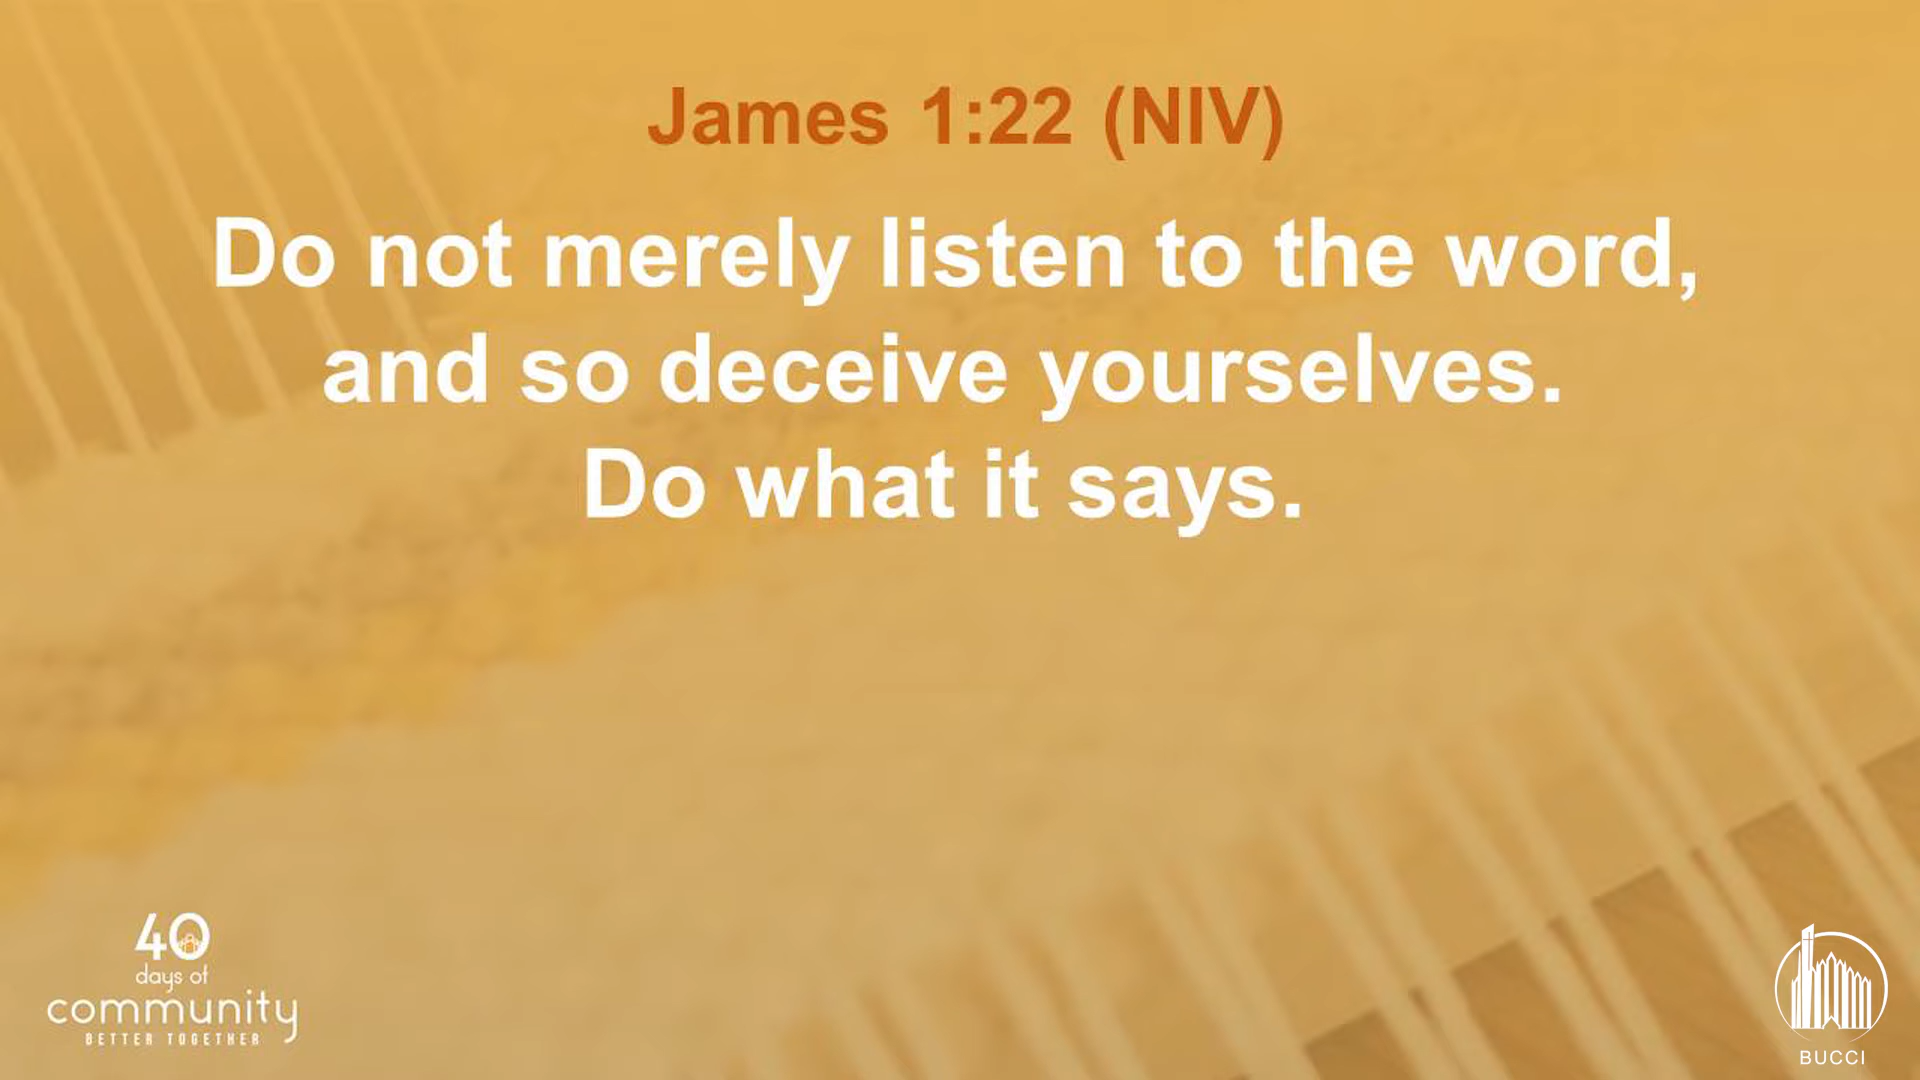 James 1:22 (NIV)
Do not merely listen to the word,
and so deceive yourselves.
Do what it says.
40
days of
community
BETTER TOGETHER
BUCCI